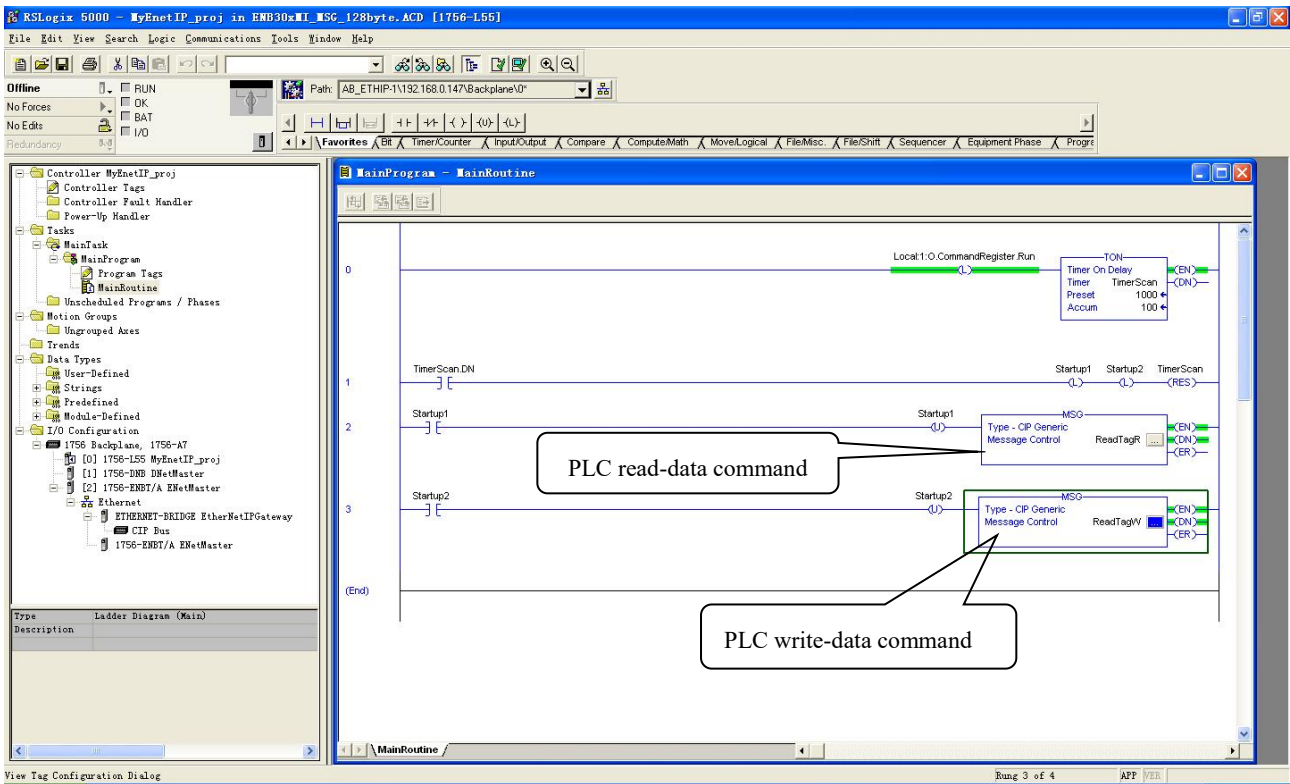 RSLogix 5000 - MyEnetIP_proj in ENB30xMI_MSG_128byte.ACD [1756-L55]
File Edit View Search Logic Communications Tools Window Help
Offline RUN
No Forces OK
No Edits BAT
Redundancy I/O
Path: AB_ETHIP-1\192.168.0.147\Backplane\0*
Favorites Bit Timer/Counter Input/Output Compare Compute/Math Move/Logical File/Misc. File/Shift Sequencer Equipment Phase Progra
Controller MyEnetIP_proj
Controller Tags
Controller Fault Handler
Power-Up Handler
Tasks
MainTask
MainProgram
Program Tags
MainRoutine
Unscheduled Programs / Phases
Motion Groups
Ungrouped Axes
Trends
Data Types
User-Defined
Strings
Predefined
Module-Defined
I/O Configuration
1756 Backplane, 1756-A7
[0] 1756-L55 MyEnetIP_proj
[1] 1756-DNB DNetMaster
[2] 1756-ENBT/A ENetMaster
Ethernet
ETHERNET-BRIDGE EtherNetIPGateway
CIP Bus
1756-ENBT/A ENetMaster
Type Ladder Diagram (Main)
Description
MainProgram - MainRoutine
0
Local:1:O.CommandRegister.Run
(L)
TON
Timer On Delay
Timer TimerScan
Preset 1000
Accum 100
(EN)
(DN)
1
TimerScan.DN
Startup1 Startup2 TimerScan
(L) (L) (RES)
2
Startup1
Startup1
(U)
MSG
Type - CIP Generic
Message Control ReadTagR ...
(EN)
(DN)
(ER)
PLC read-data command
3
Startup2
Startup2
(U)
MSG
Type - CIP Generic
Message Control ReadTagW ...
(EN)
(DN)
(ER)
(End)
PLC write-data command
MainRoutine
View Tag Configuration Dialog
Rung 3 of 4 APP VER